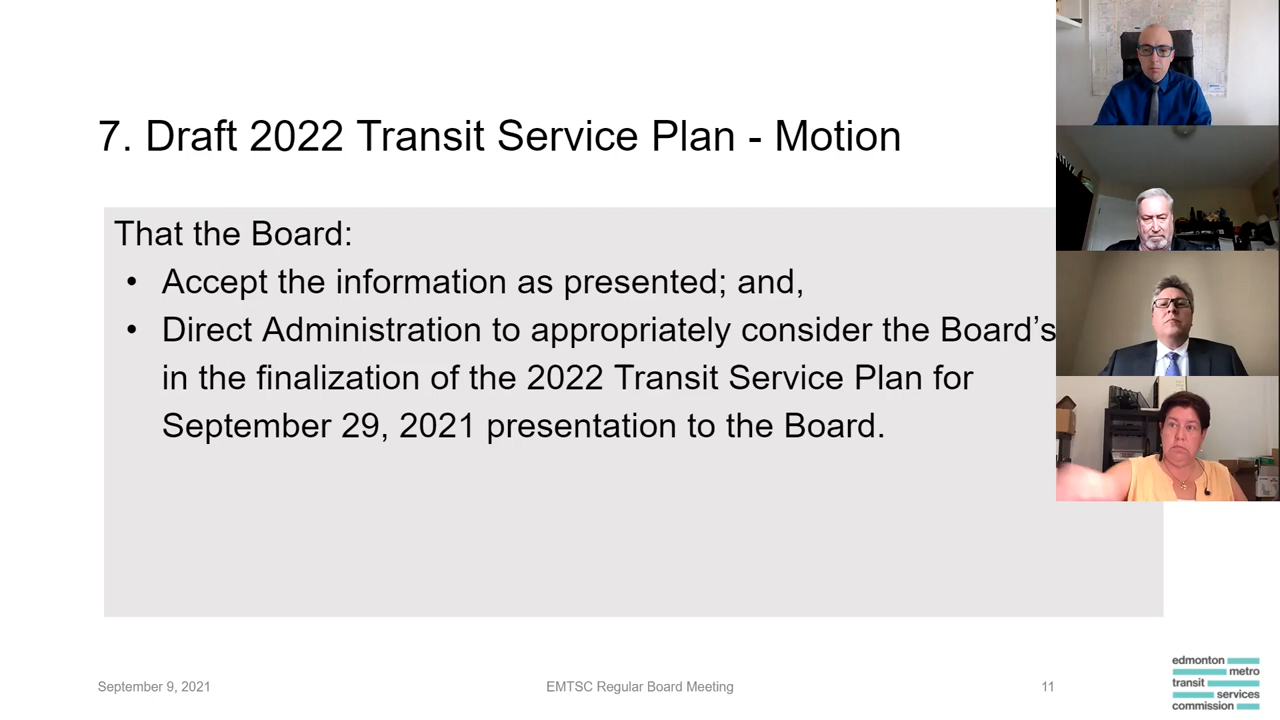 7. Draft 2022 Transit Service Plan - Motion
That the Board:
• Accept the information as presented; and,
• Direct Administration to appropriately consider the Board's
in the finalization of the 2022 Transit Service Plan for
September 29, 2021 presentation to the Board.
September 9, 2021
EMTSC Regular Board Meeting
11
edmonton
metro
transit
services
commission